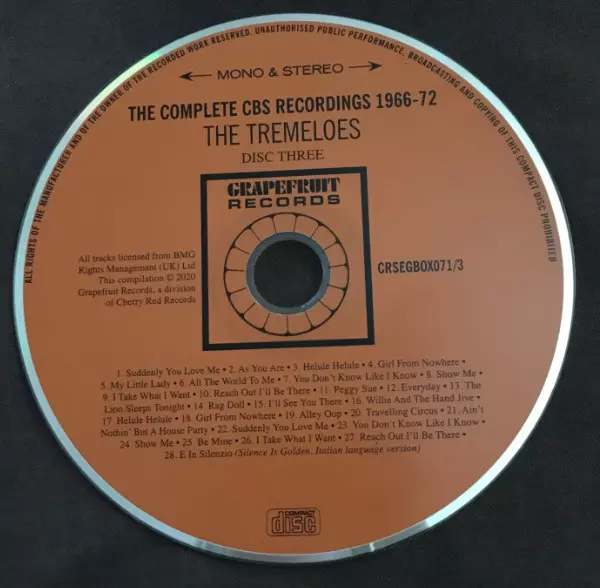 ALL RIGHTS OF THE MANUFACTURER AND OF THE OWNER OF THE RECORDED WORK RESERVED. UNAUTHORISED PUBLIC PERFORMANCE, BROADCASTING AND COPYING OF THIS COMPACT DISC PROHIBITED
MONO & STEREO
THE COMPLETE CBS RECORDINGS 1966-72
THE TREMELOES
DISC THREE
GRAPEFRUIT
RECORDS
All tracks licensed from BMG
Rights Management (UK) Ltd
This compilation © 2020
Grapefruit Records, a division
of Cherry Red Records
CRSEGBOX071/3
1. Suddenly You Love Me • 2. As You Are • 3. Helule Helule • 4. Girl From Nowhere •
5. My Little Lady • 6. All The World To Me • 7. You Don't Know Like I Know • 8. Show Me •
9. I Take What I Want • 10. Reach Out I'll Be There • 11. Peggy Sue • 12. Everyday • 13. The
Lion Sleeps Tonight • 14. Rag Doll • 15. I'll See You There • 16. Willie And The Hand Jive •
17. Helule Helule • 18. Girl From Nowhere • 19. Alley Oop • 20. Travelling Circus • 21. Ain't
Nothin' But A House Party • 22. Suddenly You Love Me • 23. You Don't Know Like I Know •
24. Show Me • 25. Be Mine • 26. I Take What I Want • 27. Reach Out I'll Be There •
28. E In Silenzio (Silence Is Golden, Italian language version)
COMPACT
disc